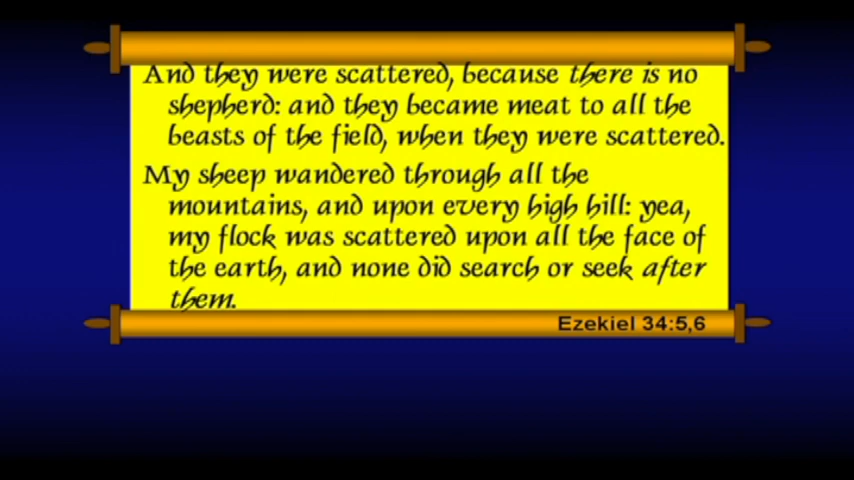 And they were scattered, because there is no
shepherd: and they became meat to all the
beasts of the field, when they were scattered.
My sheep wandered through all the
mountains, and upon every high hill: yea,
my flock was scattered upon all the face of
the earth, and none did search or seek after
them.
Ezekiel 34:5,6